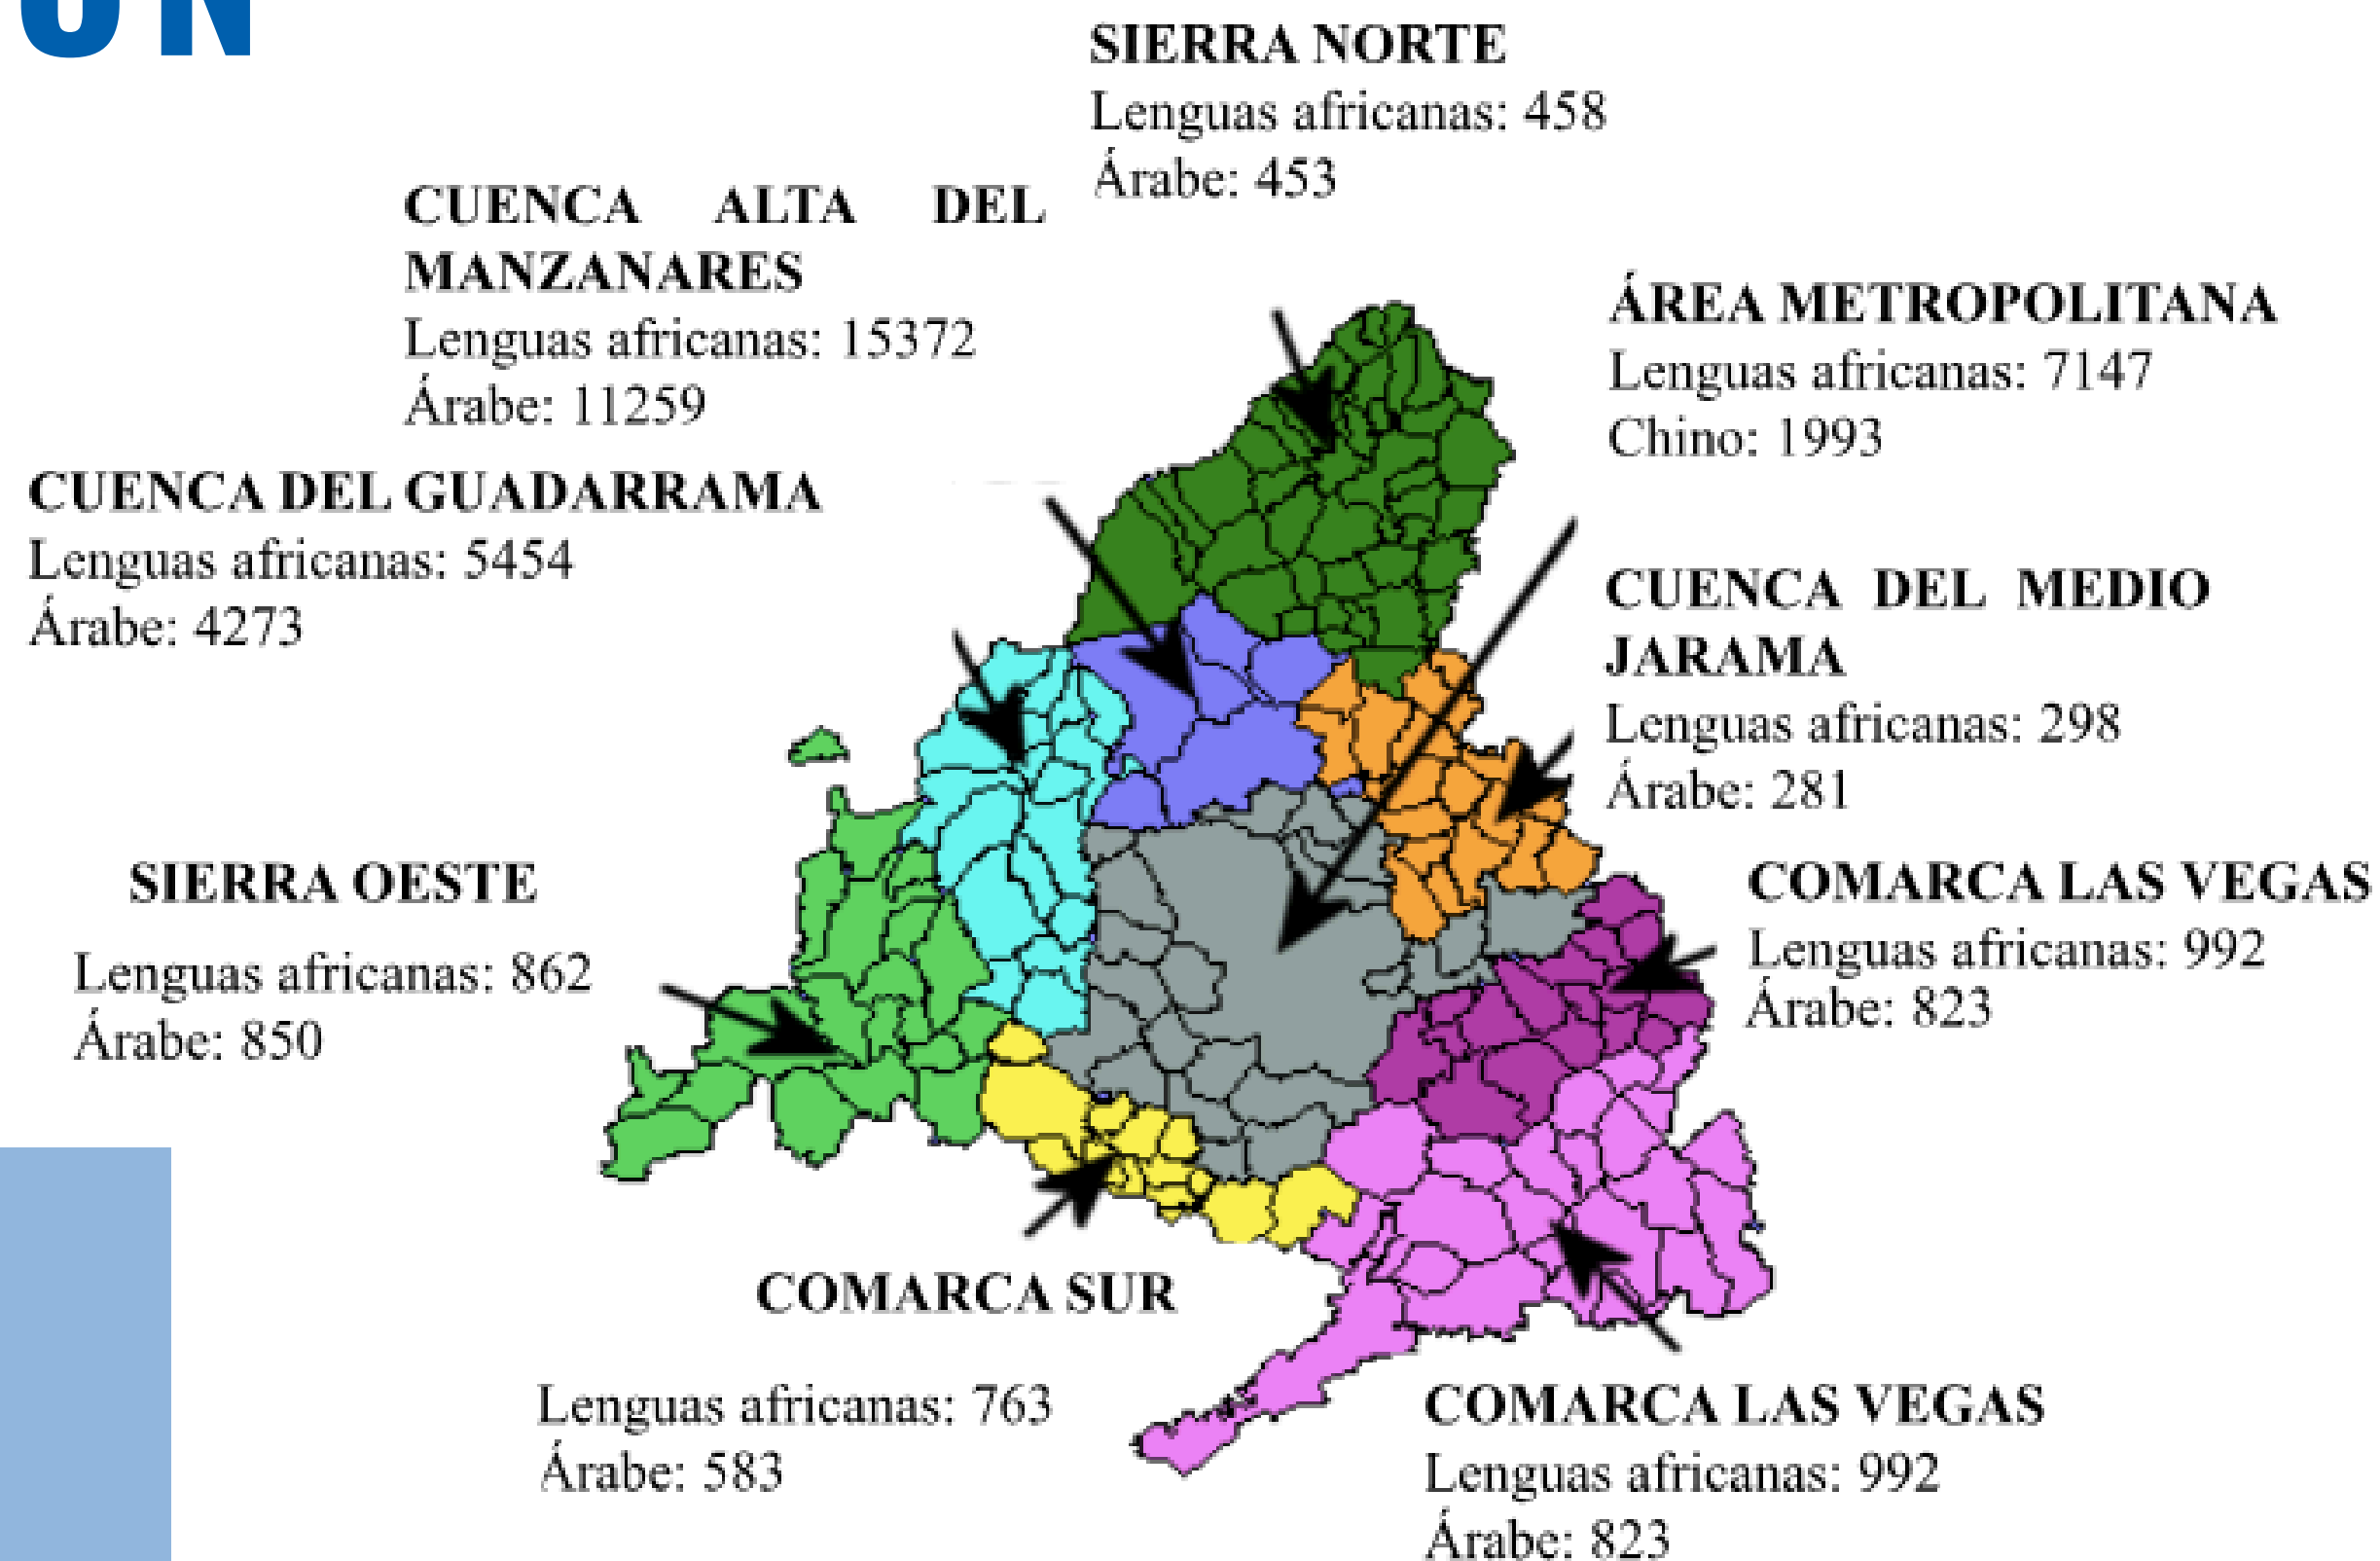 ON
SIERRA NORTE
Lenguas africanas: 458
Árabe: 453
CUENCA ALTA DEL
MANZANARES
Lenguas africanas: 15372
Árabe: 11259
ÁREA METROPOLITANA
Lenguas africanas: 7147
Chino: 1993
CUENCA DEL GUADARRAMA
Lenguas africanas: 5454
Árabe: 4273
CUENCA DEL MEDIO
JARAMA
Lenguas africanas: 298
Árabe: 281
SIERRA OESTE
Lenguas africanas: 862
Árabe: 850
COMARCA LAS VEGAS
Lenguas africanas: 992
Árabe: 823
COMARCA SUR
Lenguas africanas: 763
Árabe: 583
COMARCA LAS VEGAS
Lenguas africanas: 992
Árabe: 823